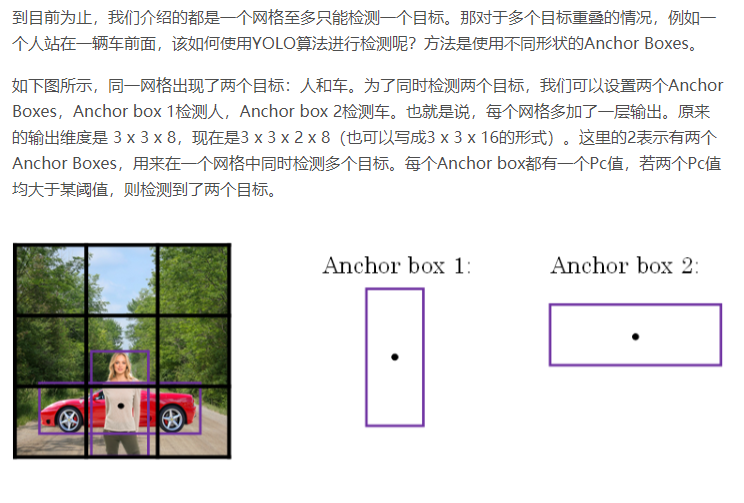 到目前为止，我们介绍的都是一个网格至多只能检测一个目标。那对于多个目标重叠的情况，例如一
个人站在一辆车前面，该如何使用YOLO算法进行检测呢？方法是使用不同形状的Anchor Boxes。
如下图所示，同一网格出现了两个目标：人和车。为了同时检测两个目标，我们可以设置两个Anchor
Boxes，Anchor box 1检测人，Anchor box 2检测车。也就是说，每个网格多加了一层输出。原来
的输出维度是 3 x 3 x 8，现在是3 x 3 x 2 x 8（也可以写成3 x 3 x 16的形式）。这里的2表示有两个
Anchor Boxes，用来在一个网格中同时检测多个目标。每个Anchor box都有一个Pc值，若两个Pc值
均大于某阈值，则检测到了两个目标。
Anchor box 1:
Anchor box 2: